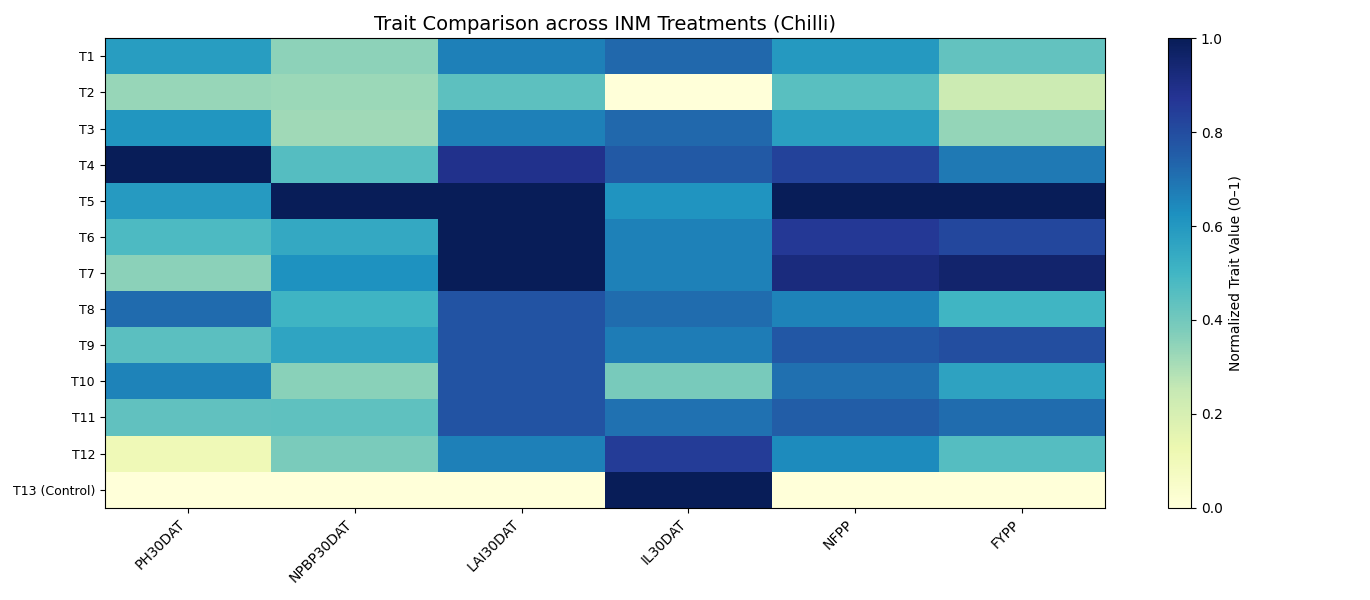 Trait Comparison across INM Treatments (Chilli)
T1
T2
T3
T4
T5
T6
T7
T8
T9
T10
T11
T12
T13 (Control)
PH30DAT
NPBP30DAT
LAI30DAT
IL30DAT
NFPP
FYPP
1.0
0.8
0.6
0.4
0.2
0.0
Normalized Trait Value (0–1)